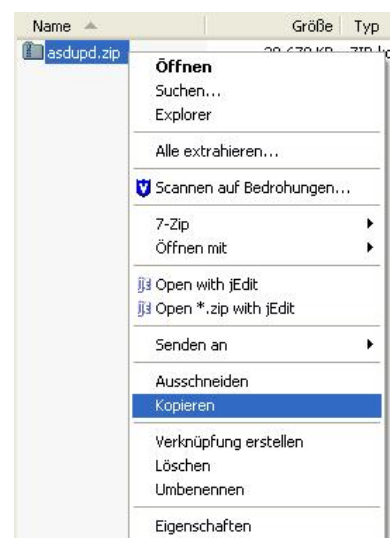 Name Größe Typ
asdupd.zip
Öffnen
Suchen...
Explorer
Alle extrahieren...
Scannen auf Bedrohungen...
7-Zip
Öffnen mit
Open with jEdit
Open *.zip with jEdit
Senden an
Ausschneiden
Kopieren
Verknüpfung erstellen
Löschen
Umbenennen
Eigenschaften